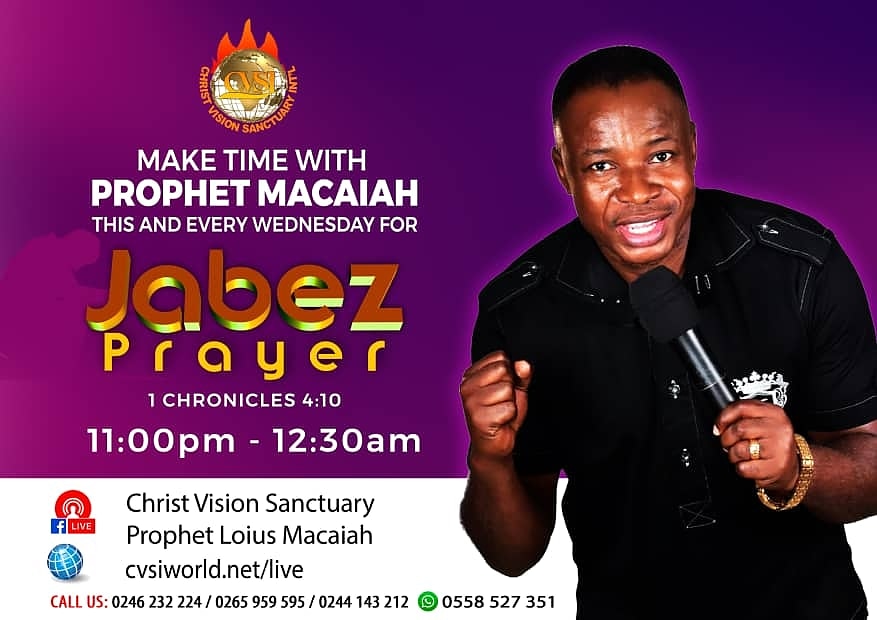 CVSI
CHRIST VISION SANCTUARY INT'L
MAKE TIME WITH
PROPHET MACAIAH
THIS AND EVERY WEDNESDAY FOR
Jabez
Prayer
1 CHRONICLES 4:10
11:00pm - 12:30am
f LIVE
Christ Vision Sanctuary
Prophet Loius Macaiah
cvsiworld.net/live
CALL US: 0246 232 224 / 0265 959 595 / 0244 143 212 0558 527 351